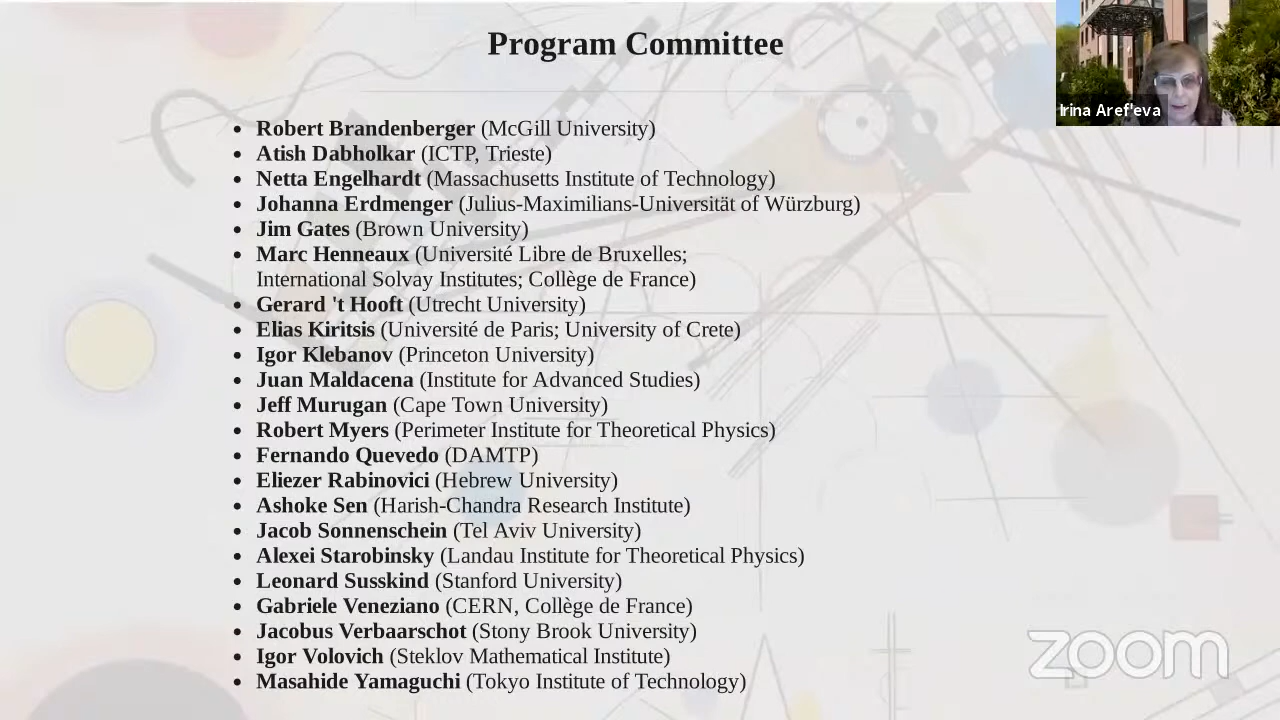 Program Committee
Irina Aref'eva
• Robert Brandenberger (McGill University)
• Atish Dabholkar (ICTP, Trieste)
• Netta Engelhardt (Massachusetts Institute of Technology)
• Johanna Erdmenger (Julius-Maximilians-Universität of Würzburg)
• Jim Gates (Brown University)
• Marc Henneaux (Université Libre de Bruxelles;
International Solvay Institutes; Collège de France)
• Gerard 't Hooft (Utrecht University)
• Elias Kiritsis (Université de Paris; University of Crete)
• Igor Klebanov (Princeton University)
• Juan Maldacena (Institute for Advanced Studies)
• Jeff Murugan (Cape Town University)
• Robert Myers (Perimeter Institute for Theoretical Physics)
• Fernando Quevedo (DAMTP)
• Eliezer Rabinovici (Hebrew University)
• Ashoke Sen (Harish-Chandra Research Institute)
• Jacob Sonnenschein (Tel Aviv University)
• Alexei Starobinsky (Landau Institute for Theoretical Physics)
• Leonard Susskind (Stanford University)
• Gabriele Veneziano (CERN, Collège de France)
• Jacobus Verbaarschot (Stony Brook University)
• Igor Volovich (Steklov Mathematical Institute)
• Masahide Yamaguchi (Tokyo Institute of Technology)
zoom